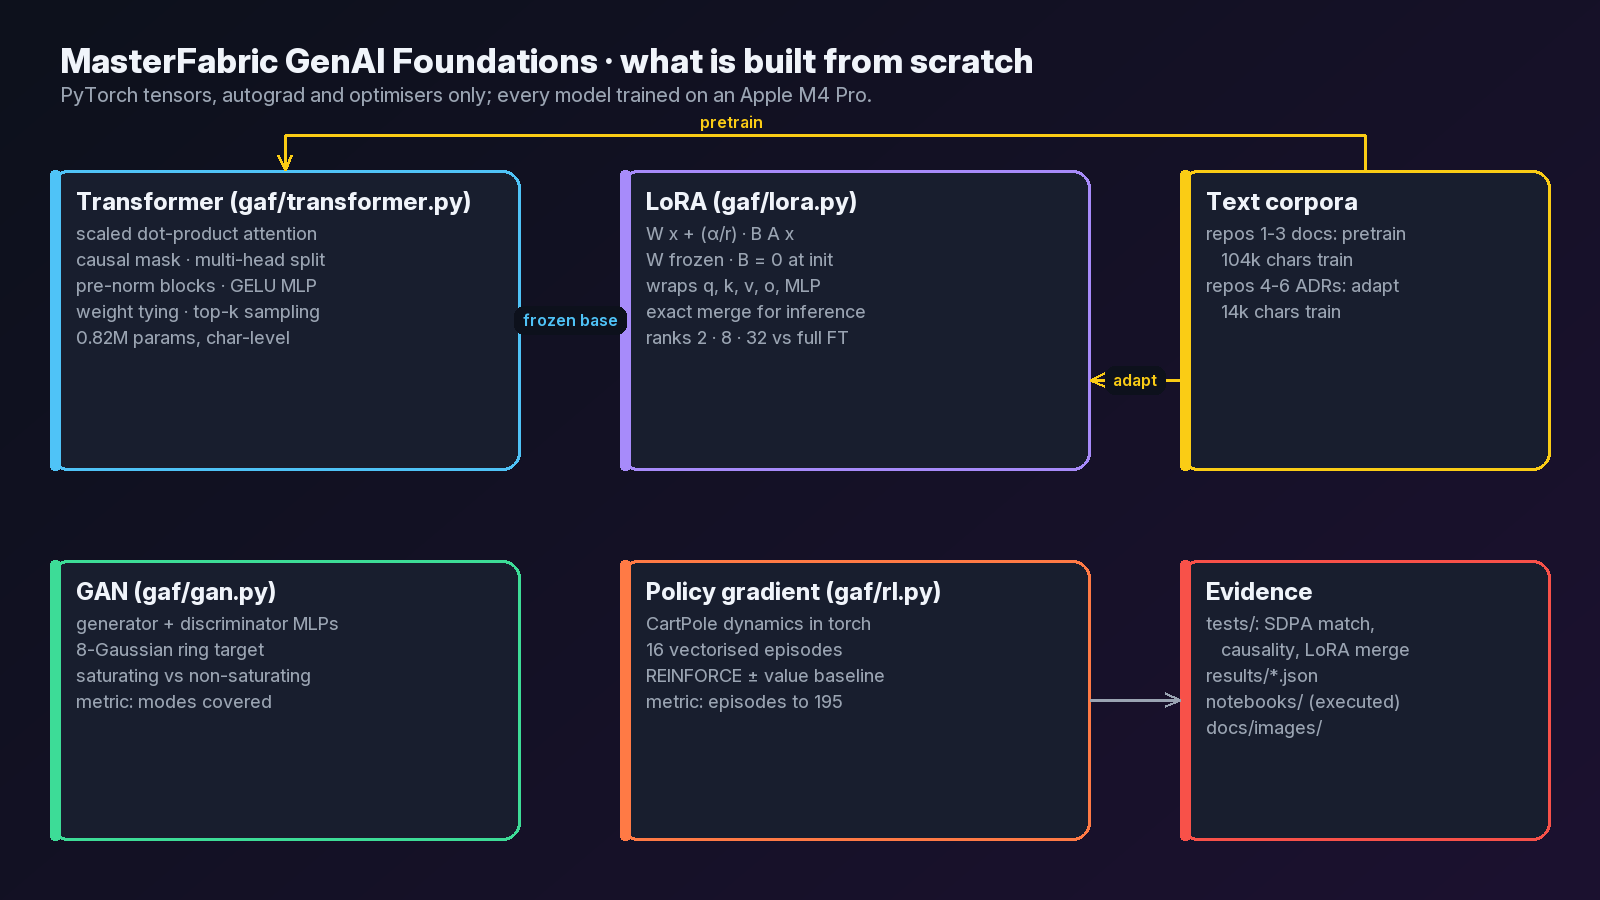 MasterFabric GenAI Foundations · what is built from scratch
PyTorch tensors, autograd and optimisers only; every model trained on an Apple M4 Pro.
pretrain
Transformer (gaf/transformer.py)
scaled dot-product attention
causal mask · multi-head split
pre-norm blocks · GELU MLP
weight tying · top-k sampling
0.82M params, char-level
frozen base
LoRA (gaf/lora.py)
W x + (α/r) · B A x
W frozen · B = 0 at init
wraps q, k, v, o, MLP
exact merge for inference
ranks 2 · 8 · 32 vs full FT
adapt
Text corpora
repos 1-3 docs: pretrain
104k chars train
repos 4-6 ADRs: adapt
14k chars train
GAN (gaf/gan.py)
generator + discriminator MLPs
8-Gaussian ring target
saturating vs non-saturating
metric: modes covered
Policy gradient (gaf/rl.py)
CartPole dynamics in torch
16 vectorised episodes
REINFORCE ± value baseline
metric: episodes to 195
Evidence
tests/: SDPA match,
causality, LoRA merge
results/*.json
notebooks/ (executed)
docs/images/